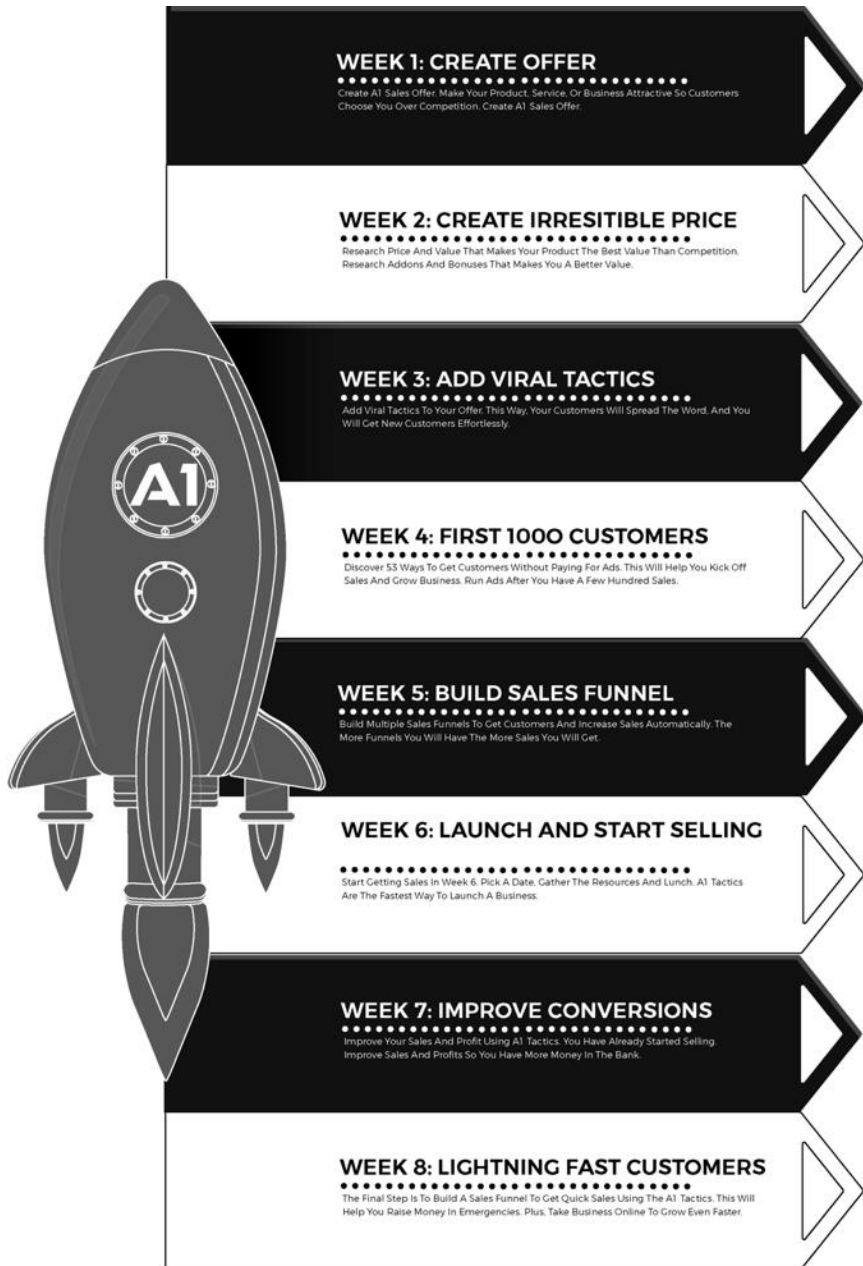 WEEK 1: CREATE OFFER
Create A1 Sales Offer. Make Your Product, Service, Or Business Attractive So Customers
Choose You Over Competition. Create A1 Sales Offer.
WEEK 2: CREATE IRRESITIBLE PRICE
Research Price And Value That Makes Your Product The Best Value Than Competition.
Research Addons And Bonuses That Makes You A Better Value.
WEEK 3: ADD VIRAL TACTICS
Add Viral Tactics To Your Offer. This Way, Your Customers Will Spread The Word, And You
Will Get New Customers Effortlessly.
A1
WEEK 4: FIRST 100O CUSTOMERS
Discover 53 Ways To Get Customers Without Paying For Ads. This Will Help You Kick Off
Sales And Grow Business. Run Ads After You Have A Few Hundred Sales.
WEEK 5: BUILD SALES FUNNEL
Build Multiple Sales Funnels To Get Customers And Increase Sales Automatically. The
More Funnels You Will Have The More Sales You Will Get.
WEEK 6: LAUNCH AND START SELLING
Start Getting Sales In Week 6. Pick A Date, Gather The Resources And Lunch. A1 Tactics
Are The Fastest Way To Launch A Business.
WEEK 7: IMPROVE CONVERSIONS
Improve Your Sales And Profit Using A1 Tactics. You Have Already Started Selling.
Improve Sales And Profits So You Have More Money In The Bank.
WEEK 8: LIGHTNING FAST CUSTOMERS
The Final Step Is To Build A Sales Funnel To Get Quick Sales Using The A1 Tactics. This Will
Help You Raise Money In Emergencies. Plus, Take Business Online To Grow Even Faster.